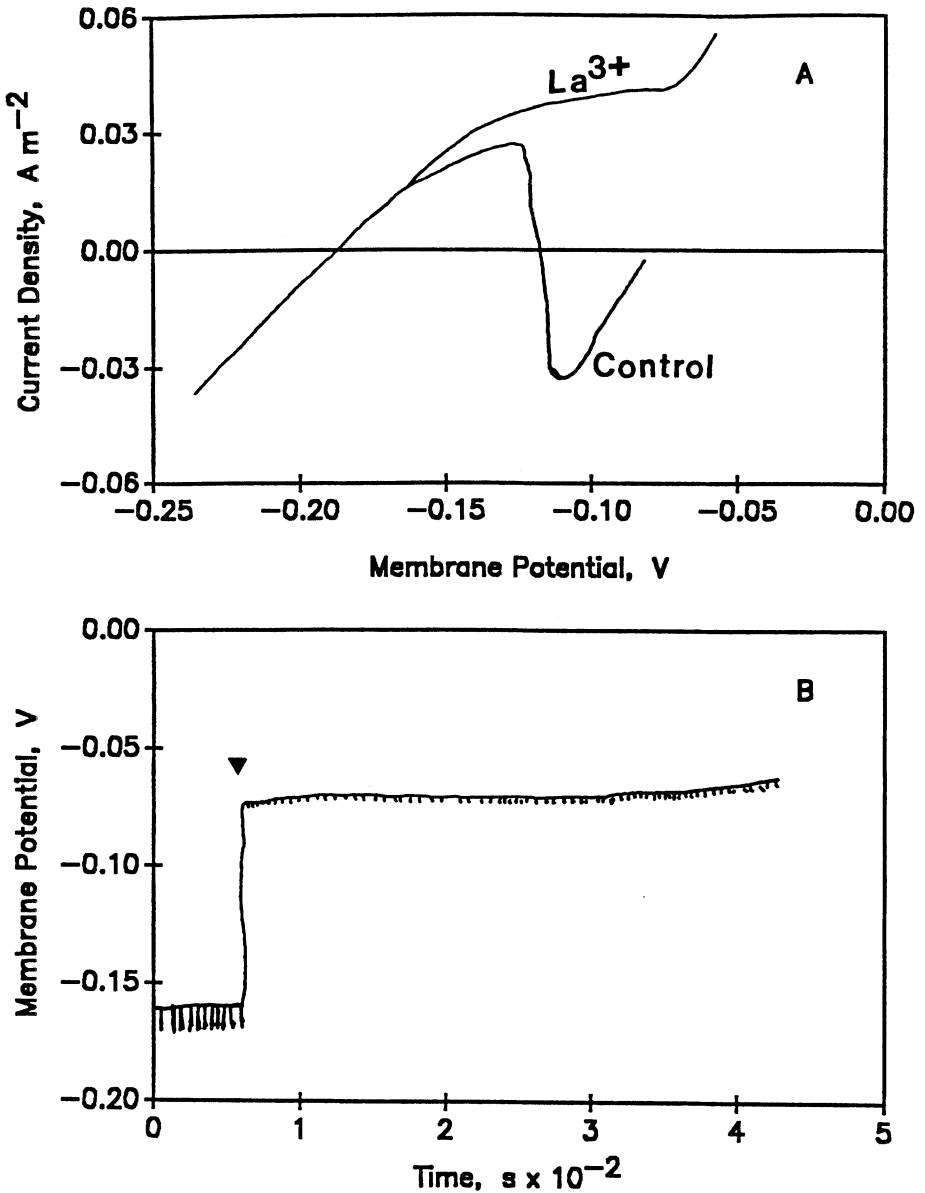 0.06
0.03
0.00
−0.03
−0.06
Current Density, A m−2
La3+
A
Control
−0.25
−0.20
−0.15
−0.10
−0.05
0.00
Membrane Potential, V
0.00
−0.05
−0.10
−0.15
−0.20
Membrane Potential, V
B
0
1
2
3
4
5
Time, s x 10−2